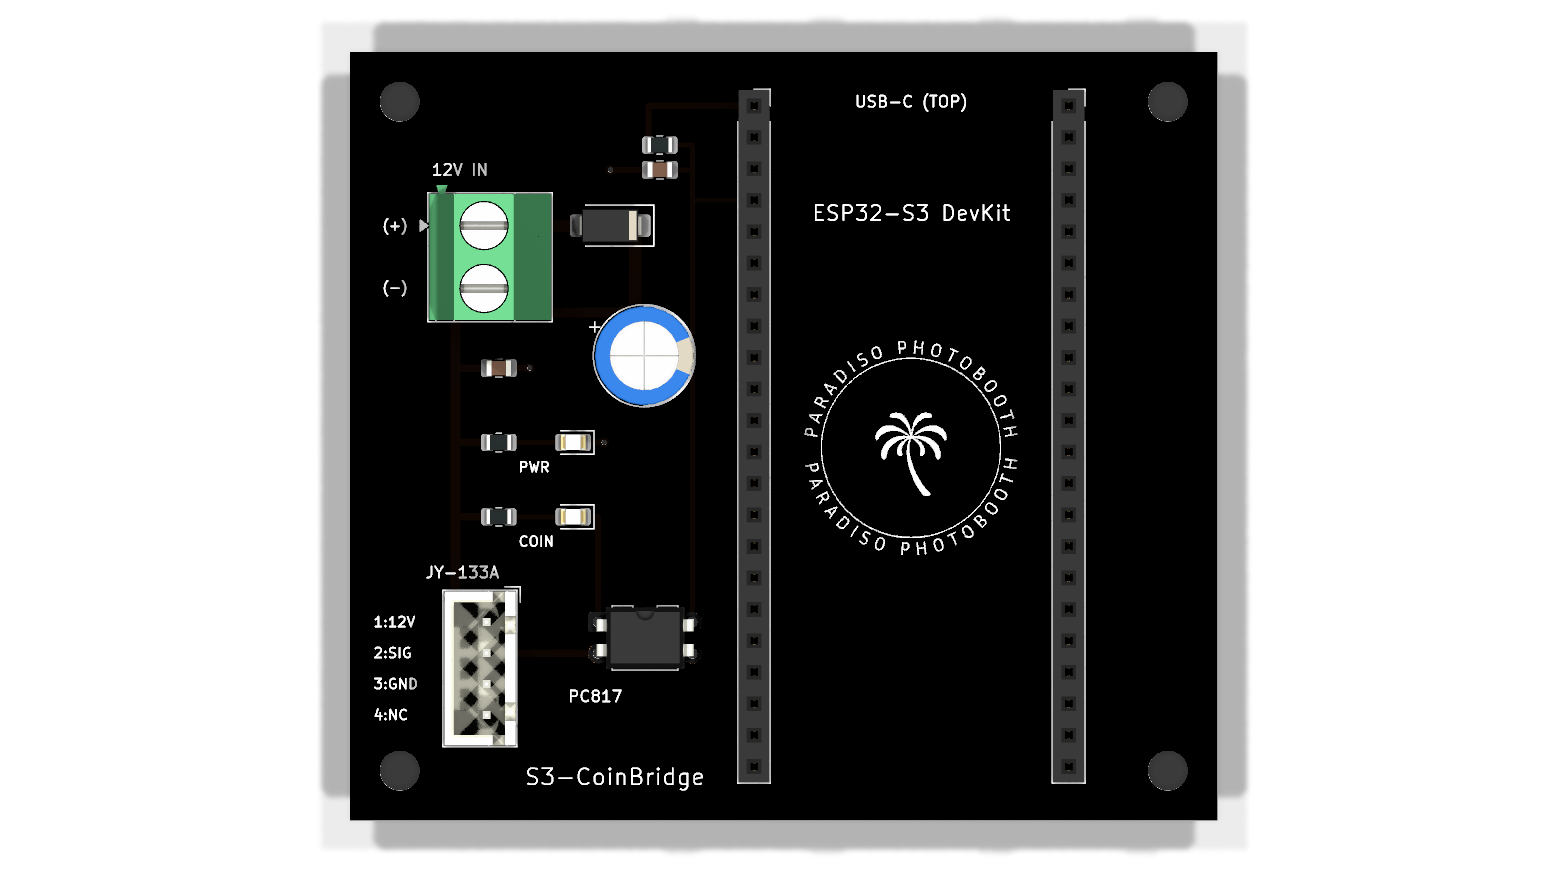 USB-C (TOP)
12V IN
ESP32-S3 DevKit
(+)
(-)
+
PARADISO PHOTOBOOTH
PARADISO PHOTOBOOTH
PWR
COIN
JY-133A
1:12V
2:SIG
3:GND
4:NC
PC817
S3-CoinBridge